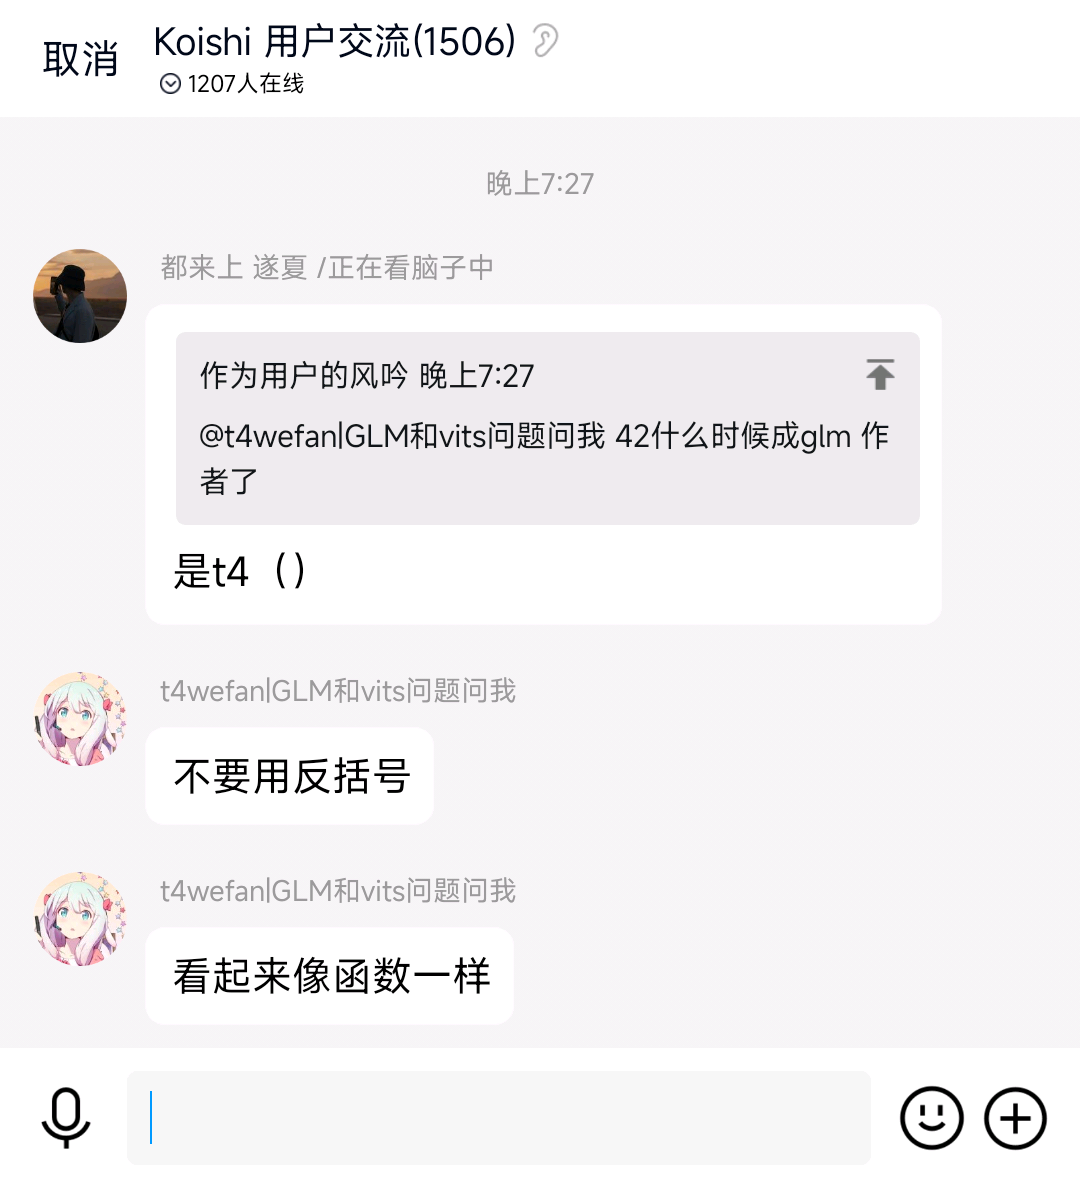 取消
Koishi 用户交流(1506)
1207人在线
晚上7:27
都来上 遂夏 /正在看脑子中
作为用户的风吟 晚上7:27
@t4wefan|GLM和vits问题问我 42什么时候成glm 作
者了
是t4（）
t4wefan|GLM和vits问题问我
不要用反括号
t4wefan|GLM和vits问题问我
看起来像函数一样